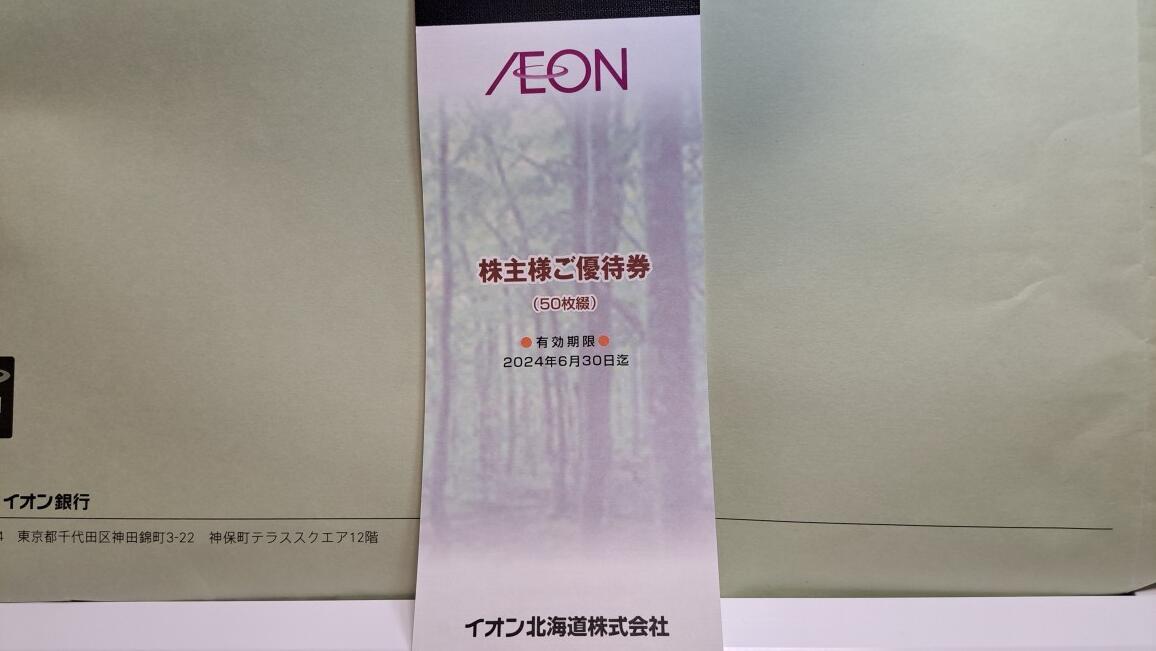 ÆON
株主様ご優待券
(50枚綴)
●有効期限●
2024年6月30日迄
イオン北海道株式会社
イオン銀行
4 東京都千代田区神田錦町3-22 神保町テラススクエア12階